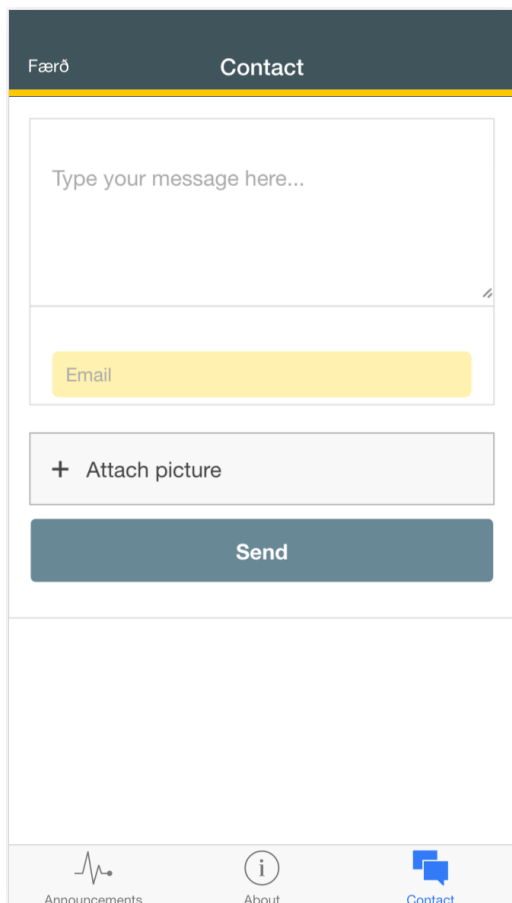 Færð
Contact
Type your message here...
Email
+ Attach picture
Send
Announcements
About
Contact